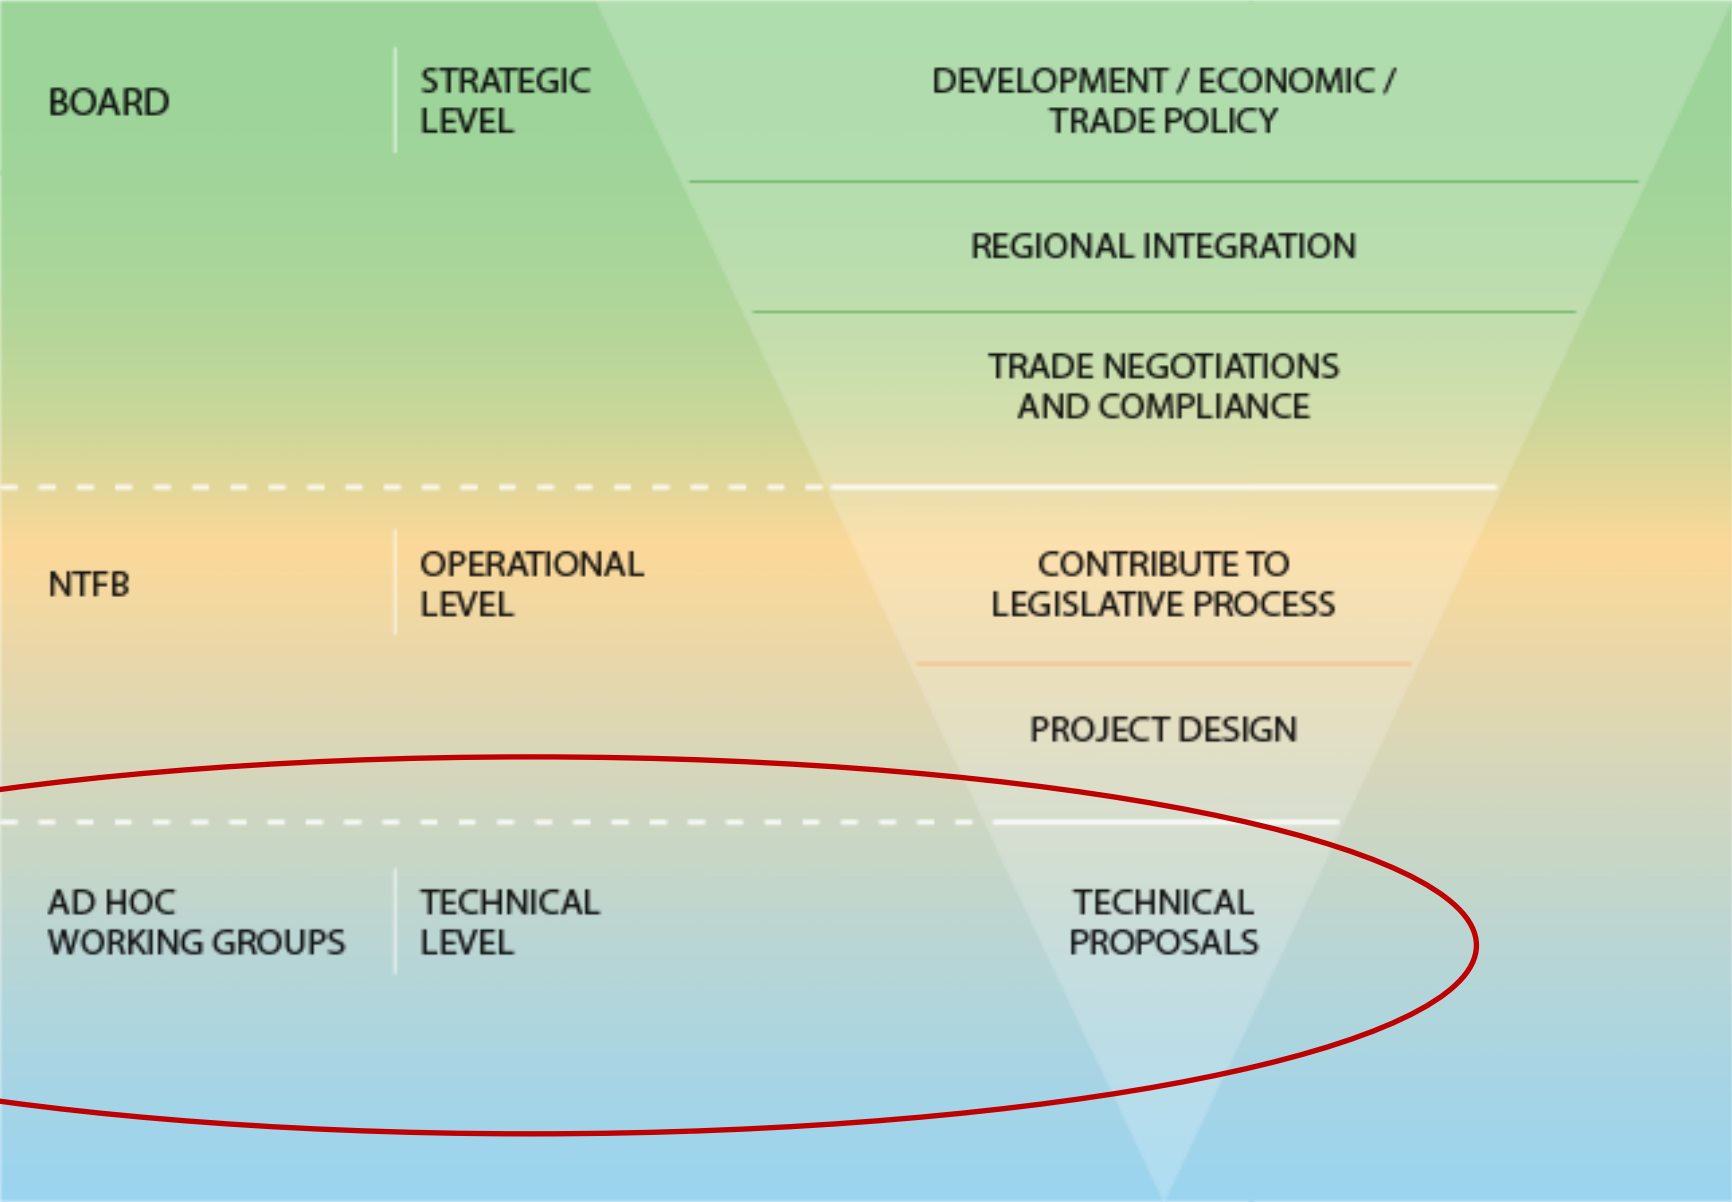 BOARD
STRATEGIC
LEVEL
DEVELOPMENT / ECONOMIC /
TRADE POLICY
REGIONAL INTEGRATION
TRADE NEGOTIATIONS
AND COMPLIANCE
NTFB
OPERATIONAL
LEVEL
CONTRIBUTE TO
LEGISLATIVE PROCESS
PROJECT DESIGN
AD HOC
WORKING GROUPS
TECHNICAL
LEVEL
TECHNICAL
PROPOSALS